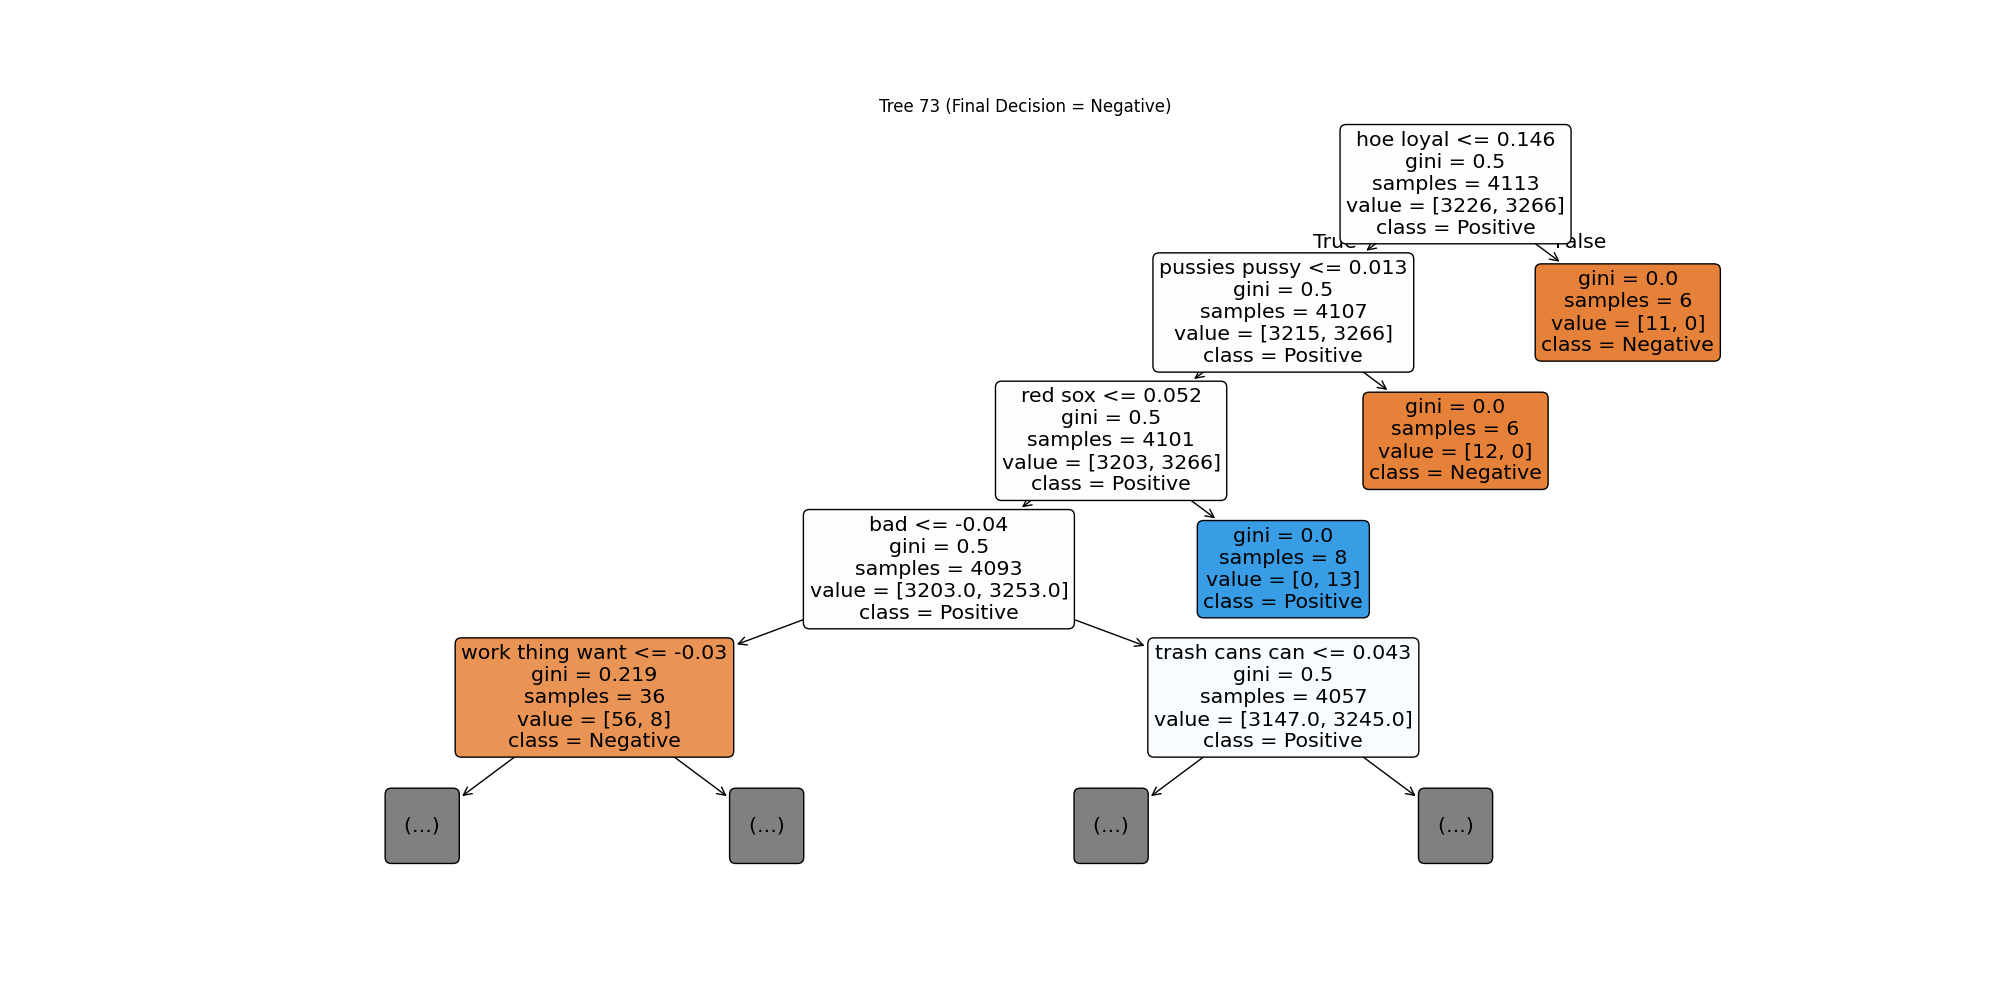 Tree 73 (Final Decision = Negative)
hoe loyal <= 0.146
gini = 0.5
samples = 4113
value = [3226, 3266]
class = Positive
True
False
pussies pussy <= 0.013
gini = 0.5
samples = 4107
value = [3215, 3266]
class = Positive
gini = 0.0
samples = 6
value = [11, 0]
class = Negative
red sox <= 0.052
gini = 0.5
samples = 4101
value = [3203, 3266]
class = Positive
gini = 0.0
samples = 6
value = [12, 0]
class = Negative
bad <= -0.04
gini = 0.5
samples = 4093
value = [3203.0, 3253.0]
class = Positive
gini = 0.0
samples = 8
value = [0, 13]
class = Positive
work thing want <= -0.03
gini = 0.219
samples = 36
value = [56, 8]
class = Negative
trash cans can <= 0.043
gini = 0.5
samples = 4057
value = [3147.0, 3245.0]
class = Positive
(...)
(...)
(...)
(...)